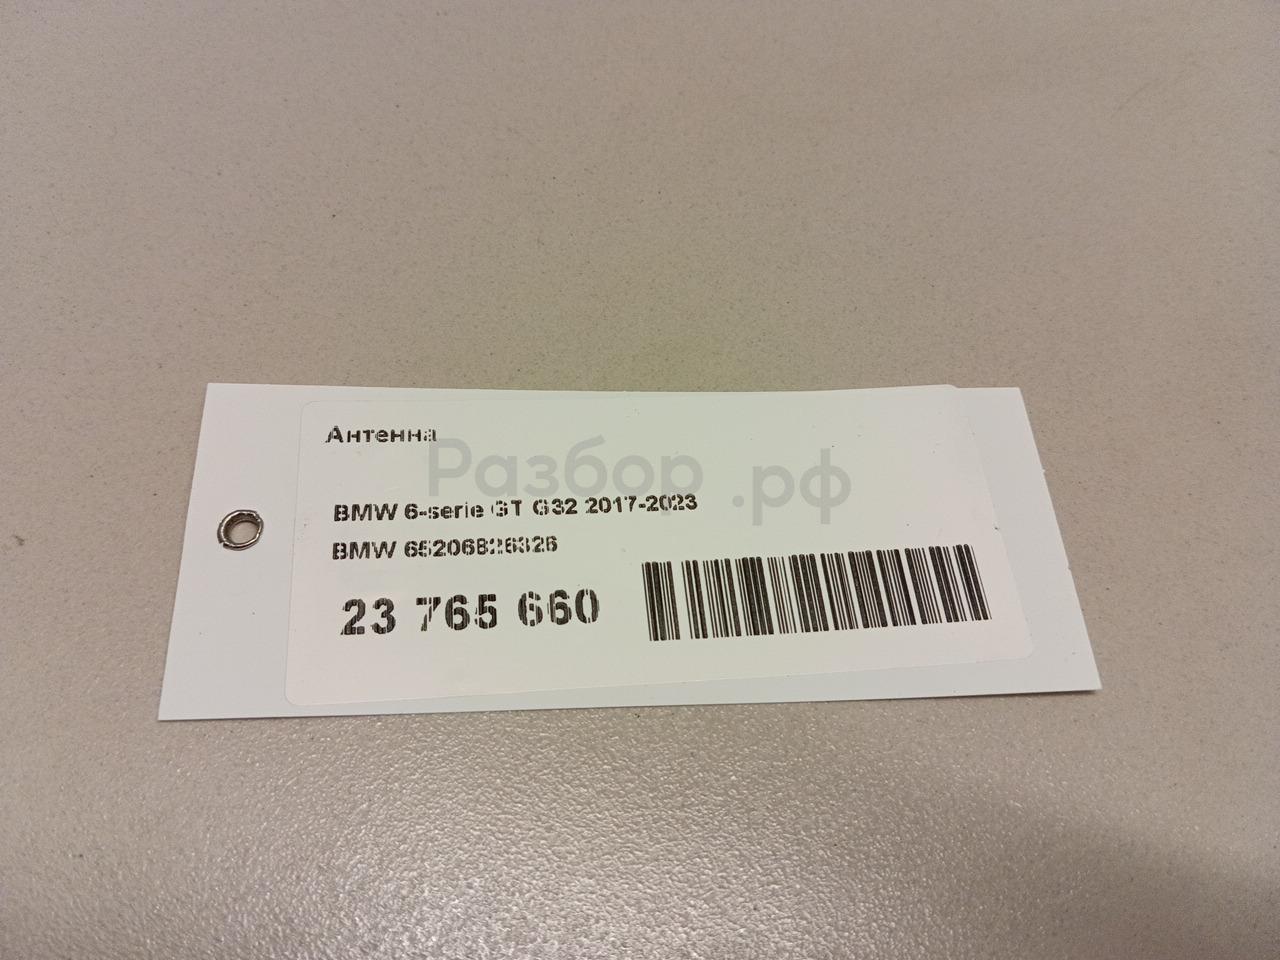 Антенна
Разбор.рф
BMW 6-serie GT G32 2017-2023
BMW 65206826326
23 765 660